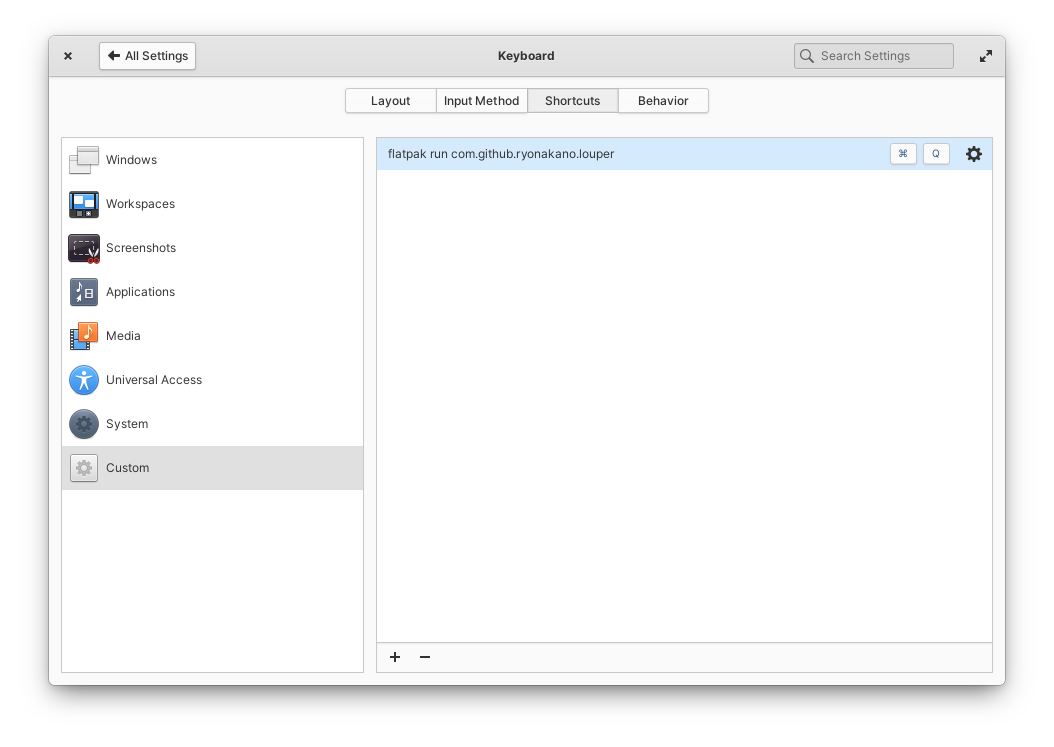 All Settings
Keyboard
Search Settings
Layout
Input Method
Shortcuts
Behavior
Windows
Workspaces
Screenshots
Applications
Media
Universal Access
System
Custom
flatpak run com.github.ryonakano.louper
⌘ Q